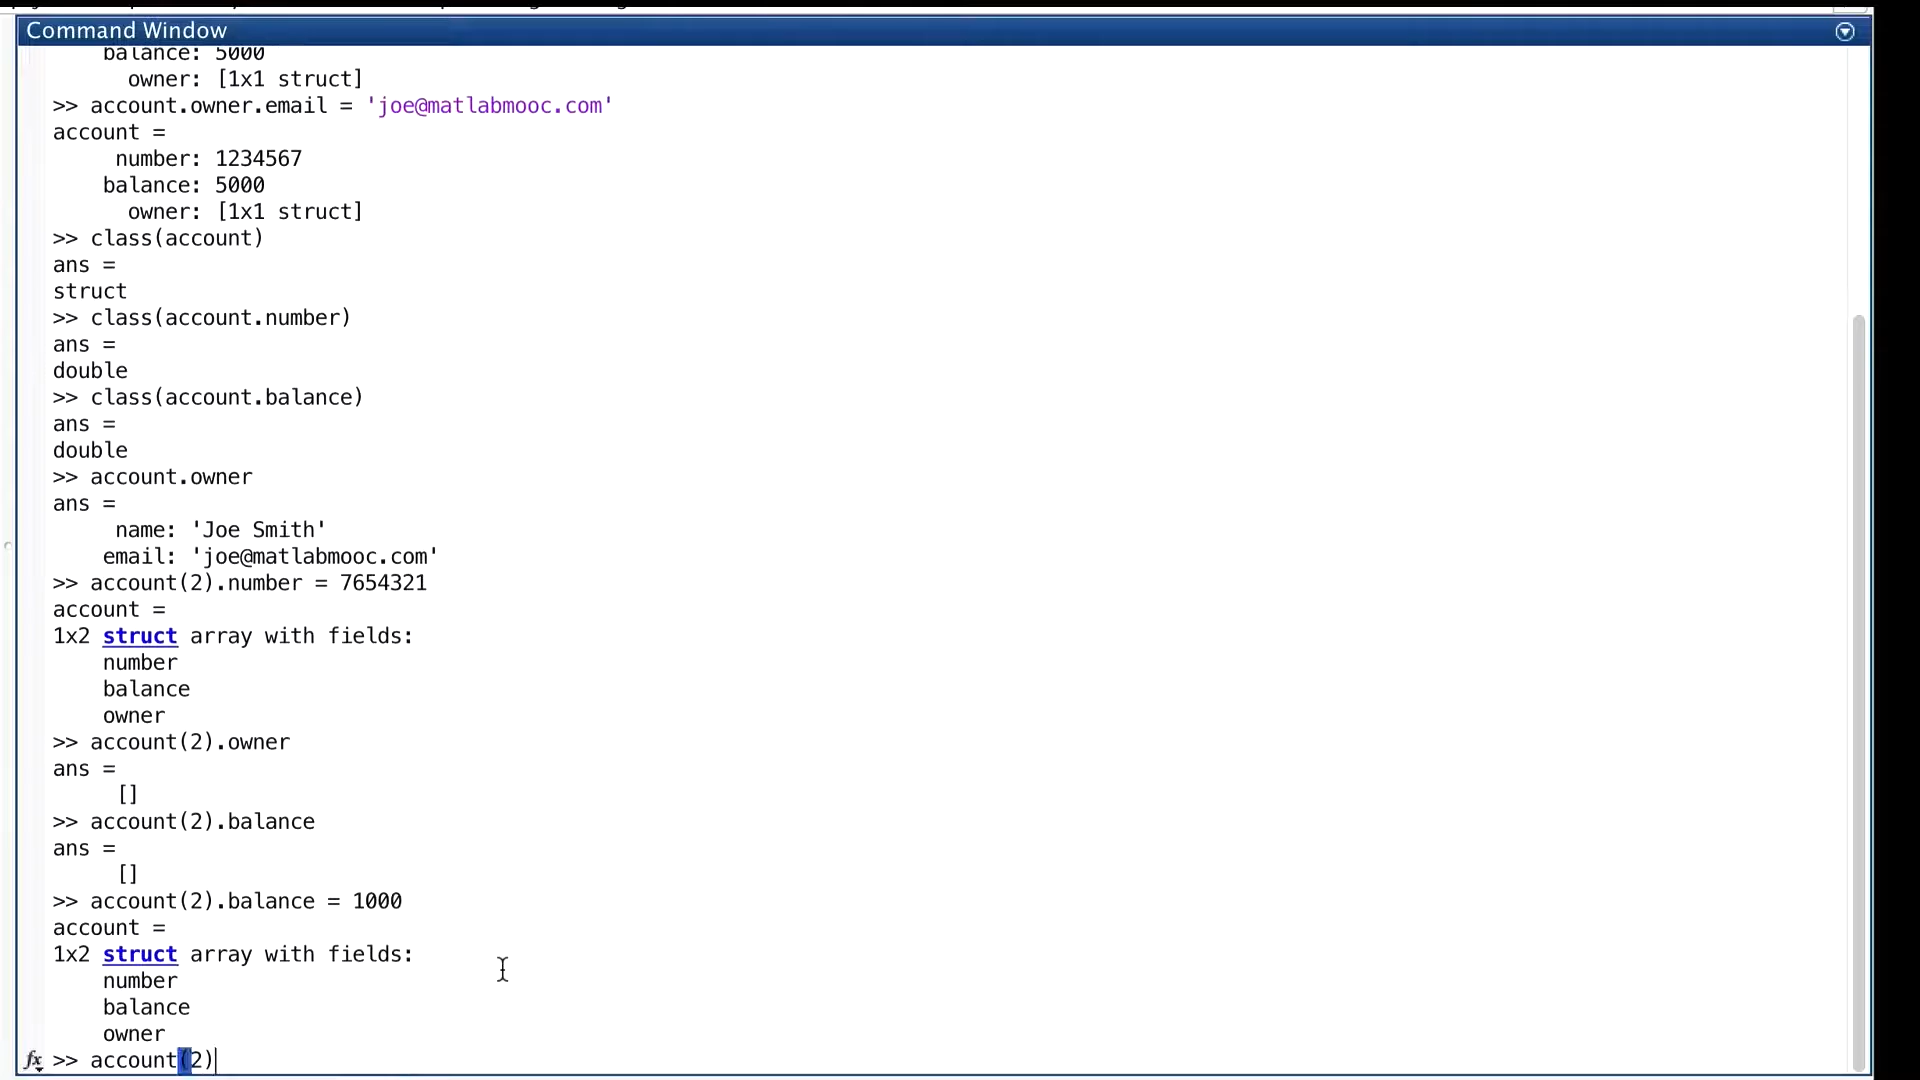 Command Window
balance: 5000
owner: [1x1 struct]
>> account.owner.email = 'joe@matlabmooc.com'
account =
number: 1234567
balance: 5000
owner: [1x1 struct]
>> class(account)
ans =
struct
>> class(account.number)
ans =
double
>> class(account.balance)
ans =
double
>> account.owner
ans =
name: 'Joe Smith'
email: 'joe@matlabmooc.com'
>> account(2).number = 7654321
account =
1x2 struct array with fields:
number
balance
owner
>> account(2).owner
ans =
[]
>> account(2).balance
ans =
[]
>> account(2).balance = 1000
account =
1x2 struct array with fields:
number
balance
owner
fx >> account(2)